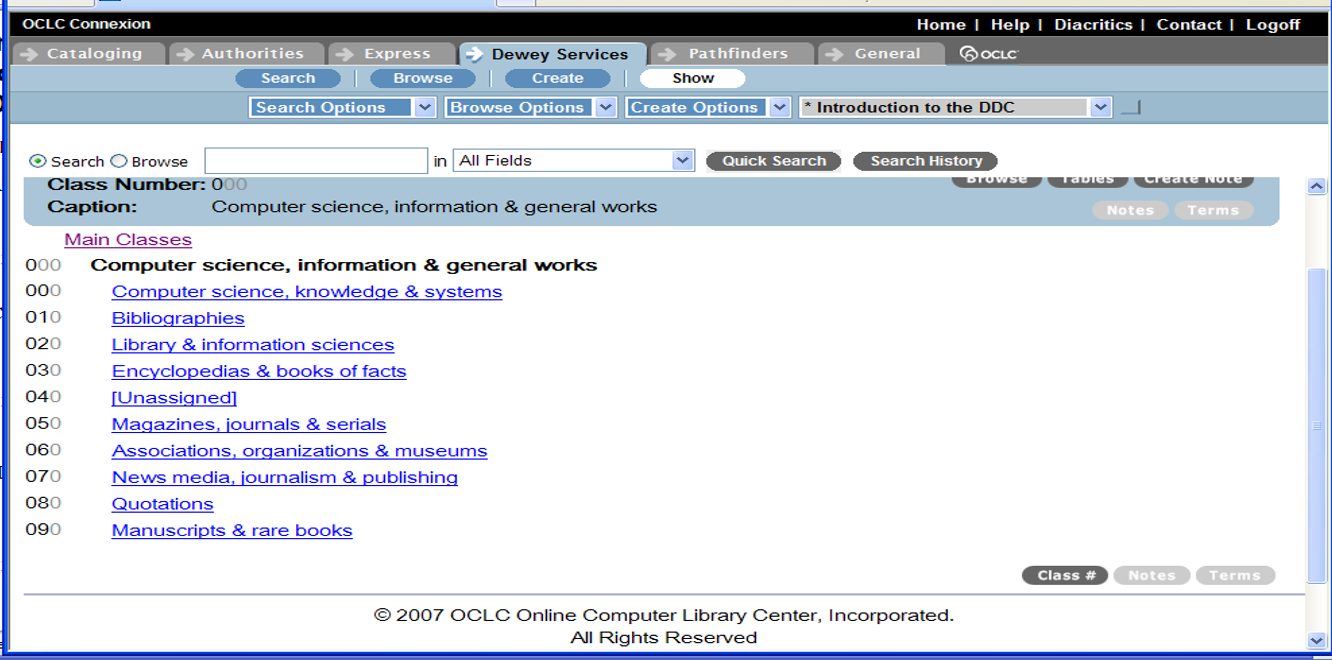 OCLC Connexion Home | Help | Diacritics | Contact | Logoff
Cataloging Authorities Express Dewey Services Pathfinders General OCLC
Search | Browse | Create | Show
Search Options Browse Options Create Options * Introduction to the DDC
Search Browse in All Fields Quick Search Search History
Class Number: 000 Browse Tables Create Note
Caption: Computer science, information & general works Notes Terms
Main Classes
000 Computer science, information & general works
000 Computer science, knowledge & systems
010 Bibliographies
020 Library & information sciences
030 Encyclopedias & books of facts
040 [Unassigned]
050 Magazines, journals & serials
060 Associations, organizations & museums
070 News media, journalism & publishing
080 Quotations
090 Manuscripts & rare books
Class # Notes Terms
© 2007 OCLC Online Computer Library Center, Incorporated.
All Rights Reserved